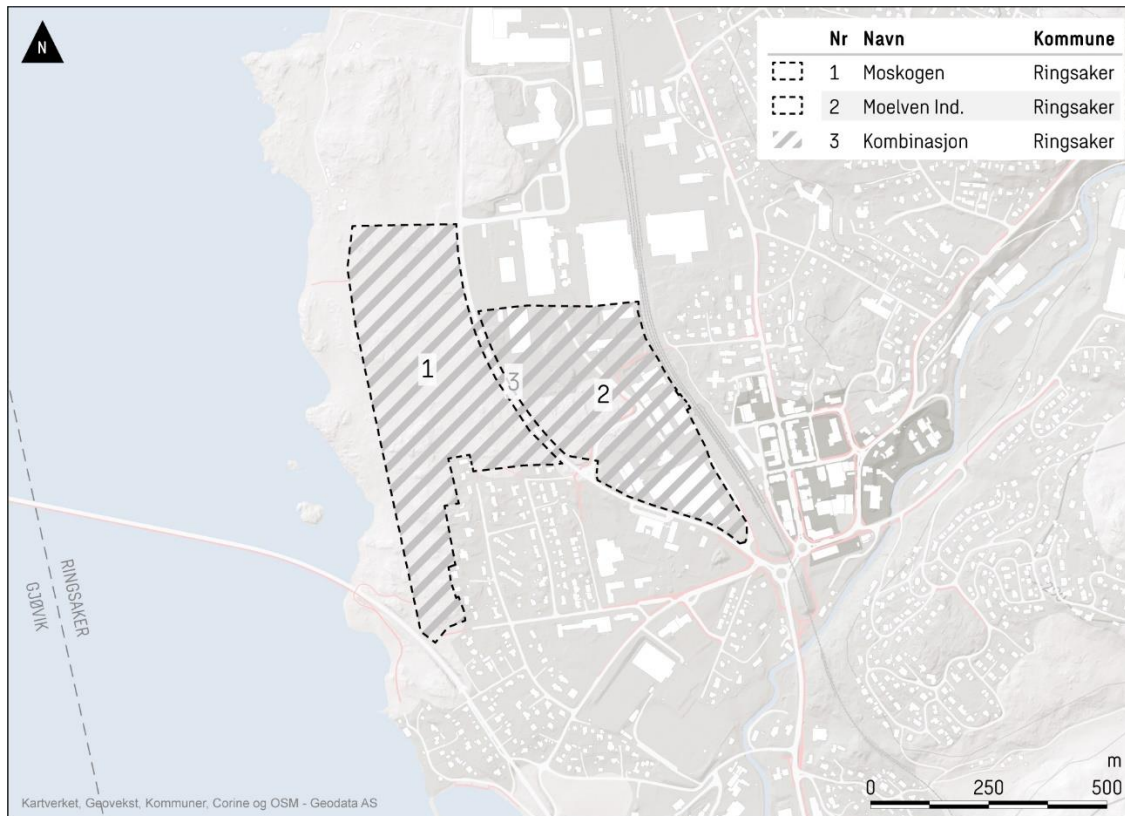 N
Nr Navn Kommune
1 Moskogen Ringsaker
2 Moelven Ind. Ringsaker
3 Kombinasjon Ringsaker
1
3
2
RINGSAKER
GJØVIK
m
0 250 500
Kartverket, Geovekst, Kommuner, Corine og OSM - Geodata AS